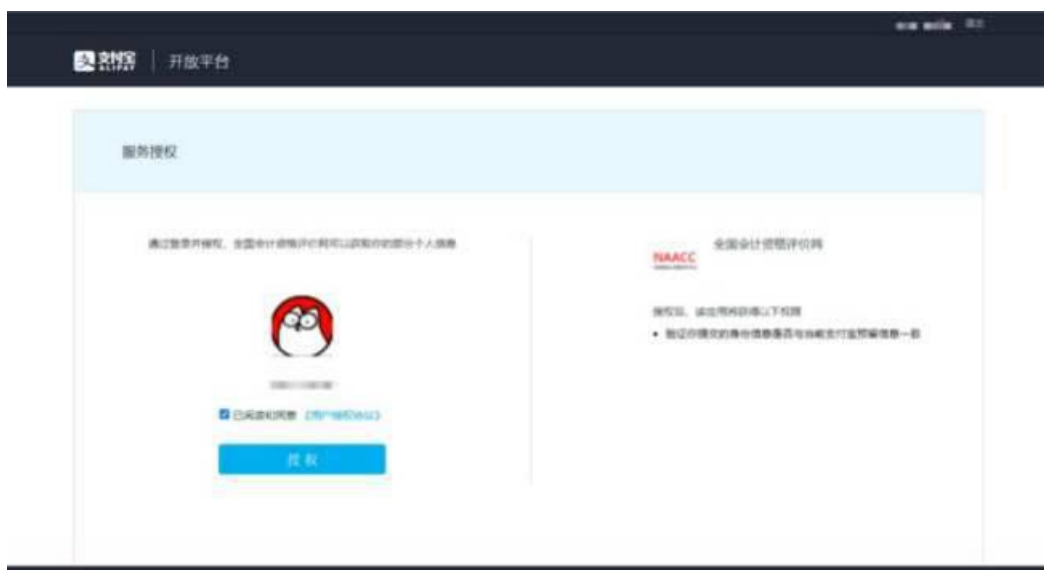 支付宝 开放平台
ALIPAY
服务授权
通过登录并授权，全国会计资格评价网可以获取你的部分个人信息
已阅读和同意《用户授权协议》
授权
全国会计资格评价网
NAACC
授权后，该应用将获得以下权限
• 验证你提交的身份信息是否与当前支付宝预留信息一致